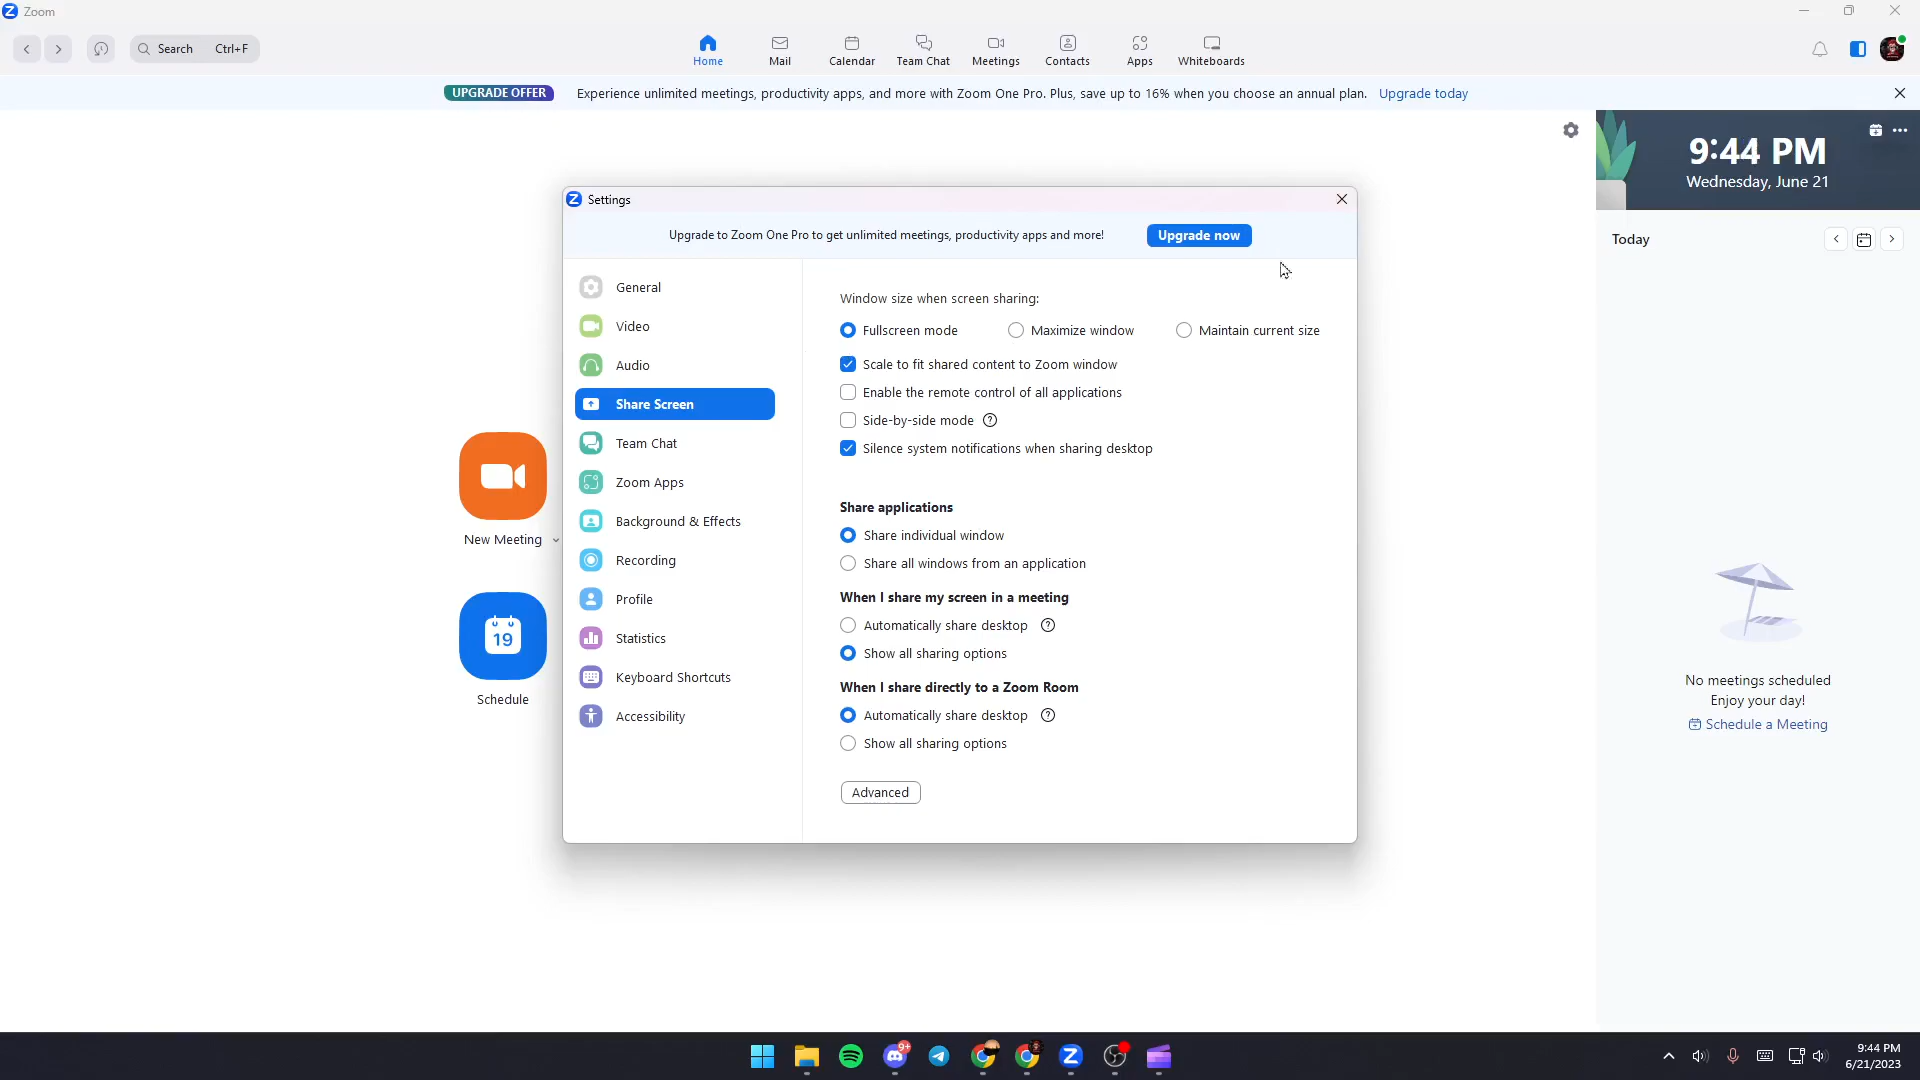 Zoom
Search Ctrl+F
Home
Mail
Calendar
Team Chat
Meetings
Contacts
Apps
Whiteboards
UPGRADE OFFER Experience unlimited meetings, productivity apps, and more with Zoom One Pro. Plus, save up to 16% when you choose an annual plan. Upgrade today
9:44 PM
Wednesday, June 21
Today
No meetings scheduled
Enjoy your day!
Schedule a Meeting
New Meeting
19
Schedule
Settings
Upgrade to Zoom One Pro to get unlimited meetings, productivity apps and more! Upgrade now
General
Video
Audio
Share Screen
Team Chat
Zoom Apps
Background & Effects
Recording
Profile
Statistics
Keyboard Shortcuts
Accessibility
Window size when screen sharing:
Fullscreen mode Maximize window Maintain current size
Scale to fit shared content to Zoom window
Enable the remote control of all applications
Side-by-side mode
Silence system notifications when sharing desktop
Share applications
Share individual window
Share all windows from an application
When I share my screen in a meeting
Automatically share desktop
Show all sharing options
When I share directly to a Zoom Room
Automatically share desktop
Show all sharing options
Advanced
9+
9:44 PM
6/21/2023